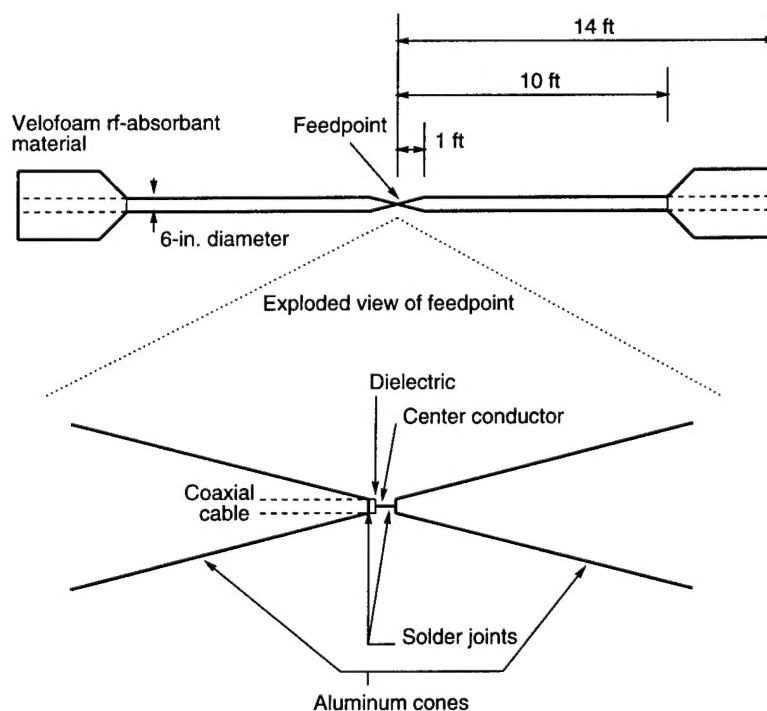 14 ft
10 ft
Velofoam rf-absorbant
material
Feedpoint
1 ft
6-in. diameter
Exploded view of feedpoint
Dielectric
Center conductor
Coaxial
cable
Solder joints
Aluminum cones